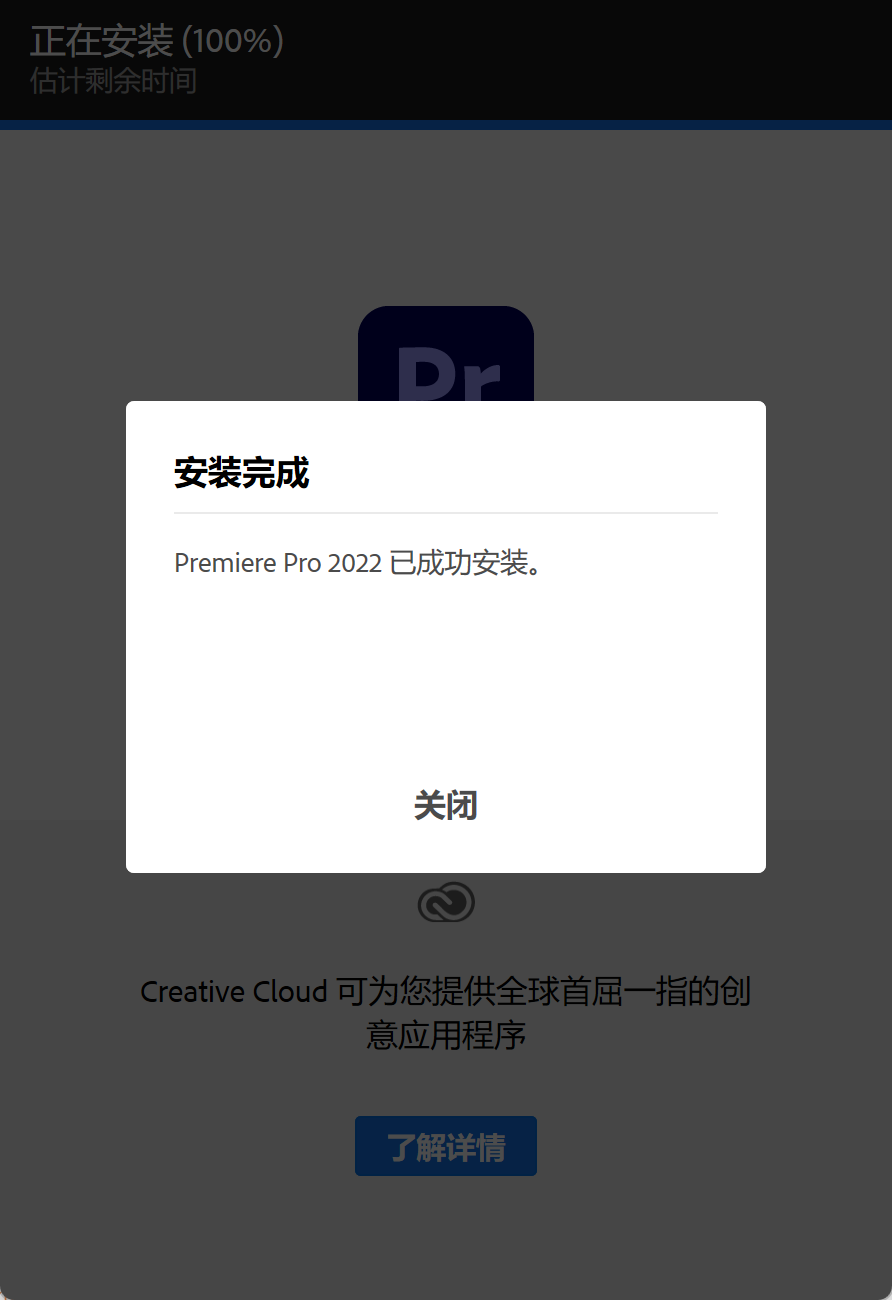 正在安装 (100%)
估计剩余时间
Pr
安装完成
Premiere Pro 2022 已成功安装。
关闭
Creative Cloud 可为您提供全球首屈一指的创
意应用程序
了解详情